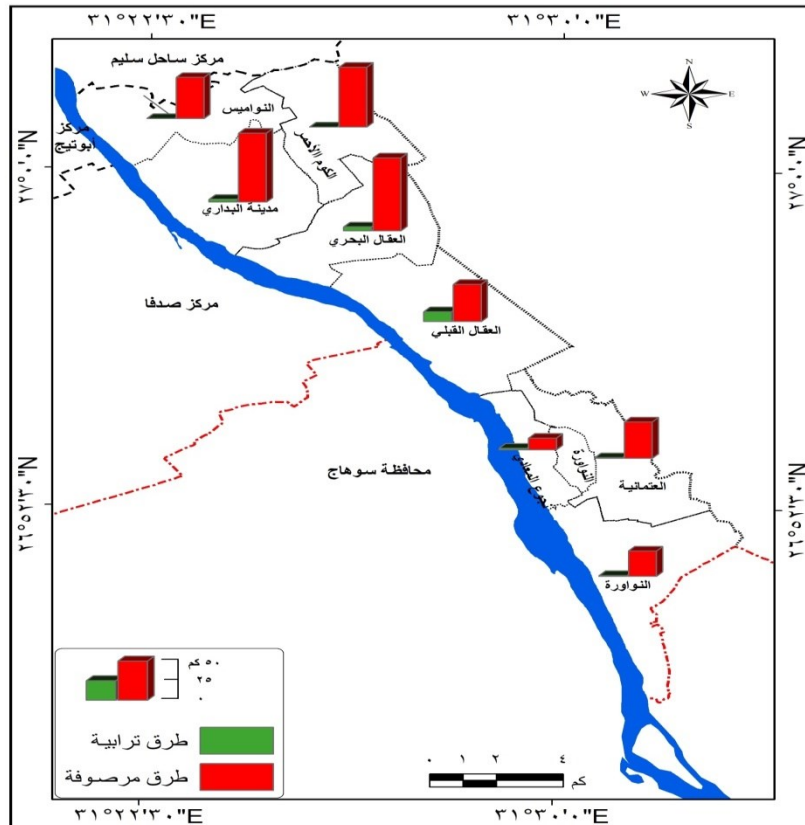 ٣١°٢٢'٣٠"E
٣١°٣٠'٠"E
مركز ساحل سليم
النواميس
مركز
أبوتيج
الكوم الأحمر
N
W
E
S
٢٧°٠'٠"N
مدينة البداري
العقال البحري
مركز صدفا
العقال القبلي
محافظة سوهاج
النواورة
العتمانية
٢٦°٥٢'٣٠"N
النواورة
٥٠ كم
٢٥
٠
طرق ترابية
طرق مرصوفة
٠ ١ ٢ ٤
كم
٣١°٢٢'٣٠"E
٣١°٣٠'٠"E